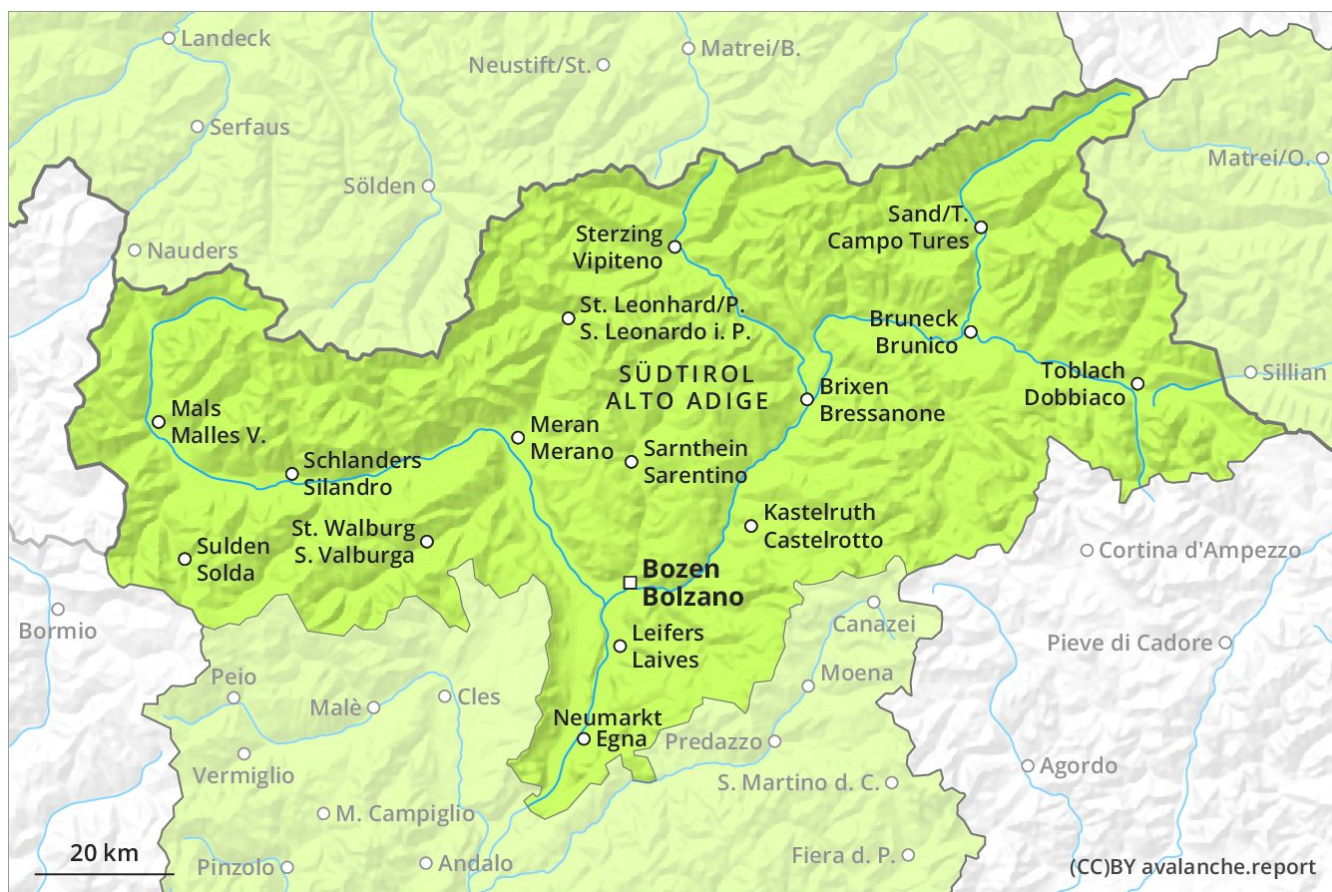 Landeck
Matrei/B.
Neustift/St.
Serfaus
Matrei/O.
Sölden
Sand/T.
Campo Tures
Sterzing
Vipiteno
Nauders
St. Leonhard/P.
S. Leonardo i. P.
Bruneck
Brunico
SÜDTIROL
ALTO ADIGE
Toblach
Dobbiaco
Sillian
Brixen
Bressanone
Mals
Malles V.
Meran
Merano
Sarnthein
Sarentino
Schlanders
Silandro
Kastelruth
Castelrotto
St. Walburg
S. Valburga
Sulden
Solda
Cortina d'Ampezzo
Bozen
Bolzano
Bormio
Canazei
Leifers
Laives
Pieve di Cadore
Peio
Moena
Malè
Cles
Neumarkt
Egna
Predazzo
Vermiglio
Agordo
S. Martino d. C.
M. Campiglio
20 km
Pinzolo
Andalo
Fiera d. P.
(CC)BY avalanche.report